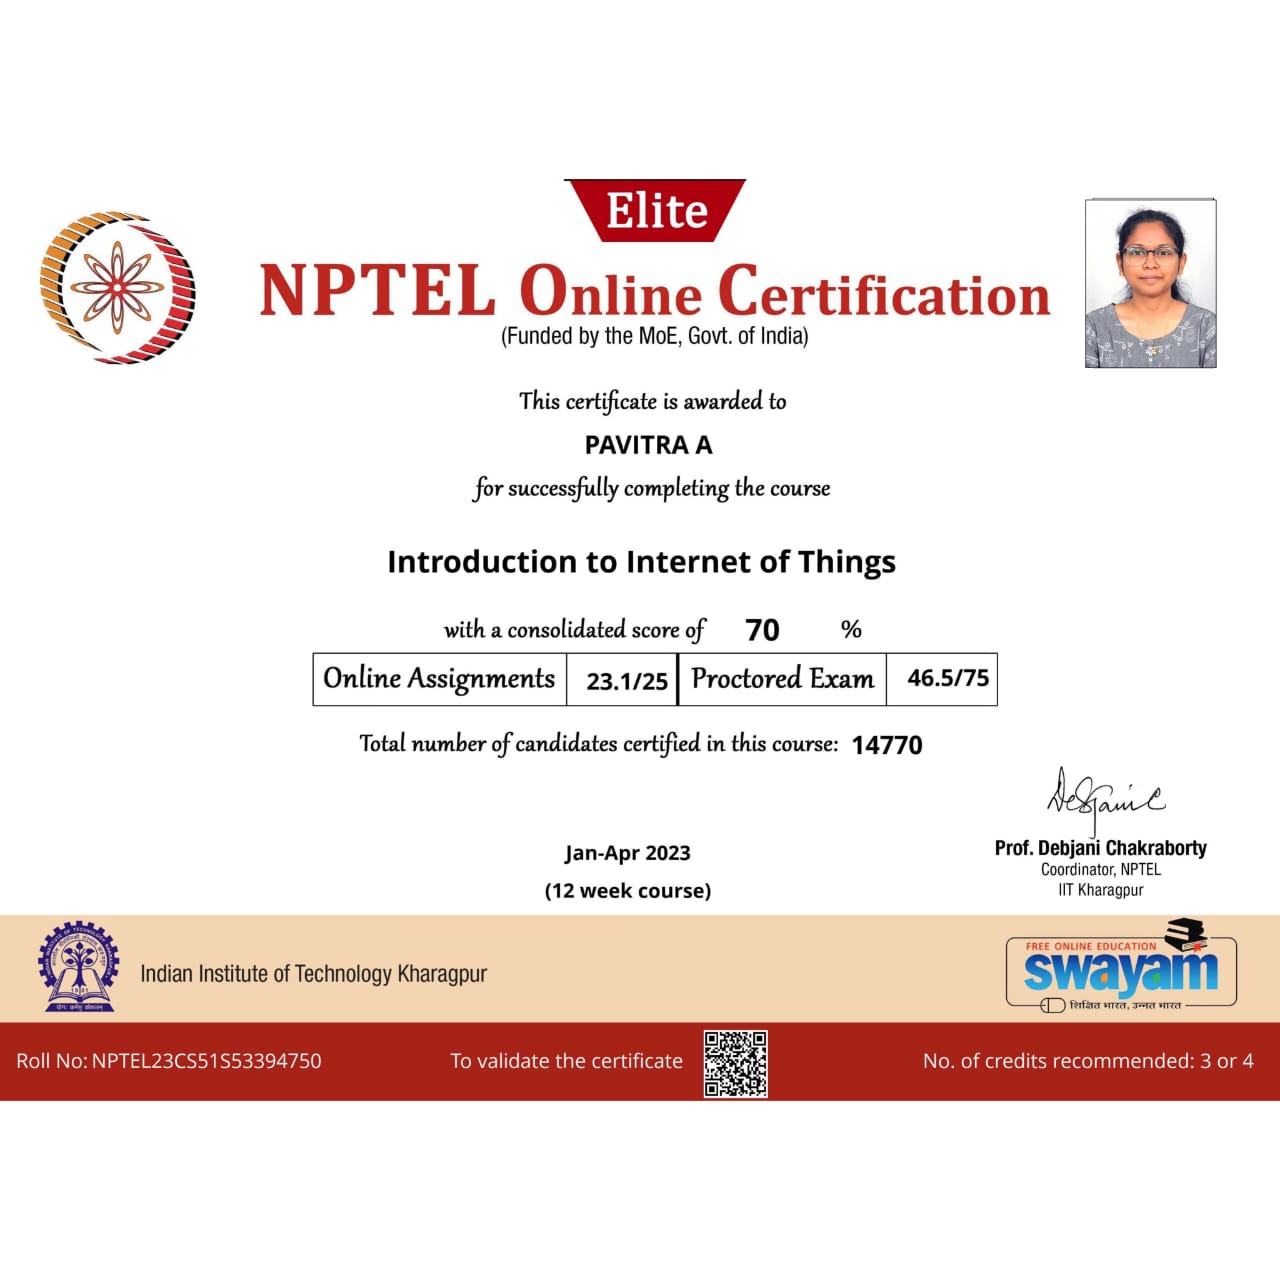 Elite
NPTEL Online Certification
(Funded by the MoE, Govt. of India)
This certificate is awarded to
PAVITRA A
for successfully completing the course
Introduction to Internet of Things
with a consolidated score of 70 %
Online Assignments 23.1/25 Proctored Exam 46.5/75
Total number of candidates certified in this course: 14770
Prof. Debjani Chakraborty
Coordinator, NPTEL
IIT Kharagpur
Jan-Apr 2023
(12 week course)
Indian Institute of Technology Kharagpur
1951
योगः कर्मसु कौशलम्
FREE ONLINE EDUCATION
swayam
शिक्षित भारत, उन्नत भारत
Roll No: NPTEL23CS51S53394750
To validate the certificate
No. of credits recommended: 3 or 4